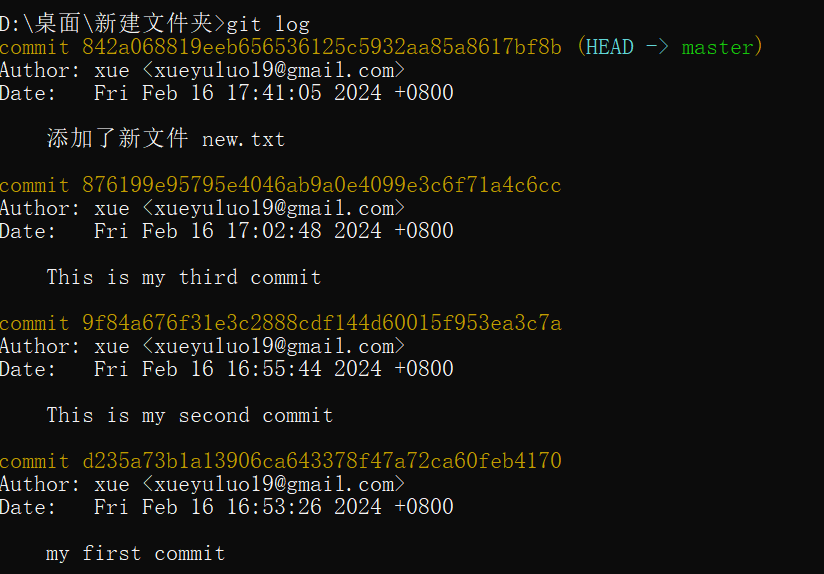 D:\桌面\新建文件夹>git log
commit 842a068819eeb656536125c5932aa85a8617bf8b (HEAD -> master)
Author: xue <xueyuluo19@gmail.com>
Date:   Fri Feb 16 17:41:05 2024 +0800
添加了新文件 new.txt
commit 876199e95795e4046ab9a0e4099e3c6f71a4c6cc
Author: xue <xueyuluo19@gmail.com>
Date:   Fri Feb 16 17:02:48 2024 +0800
This is my third commit
commit 9f84a676f31e3c2888cdf144d60015f953ea3c7a
Author: xue <xueyuluo19@gmail.com>
Date:   Fri Feb 16 16:55:44 2024 +0800
This is my second commit
commit d235a73b1a13906ca643378f47a72ca60feb4170
Author: xue <xueyuluo19@gmail.com>
Date:   Fri Feb 16 16:53:26 2024 +0800
my first commit